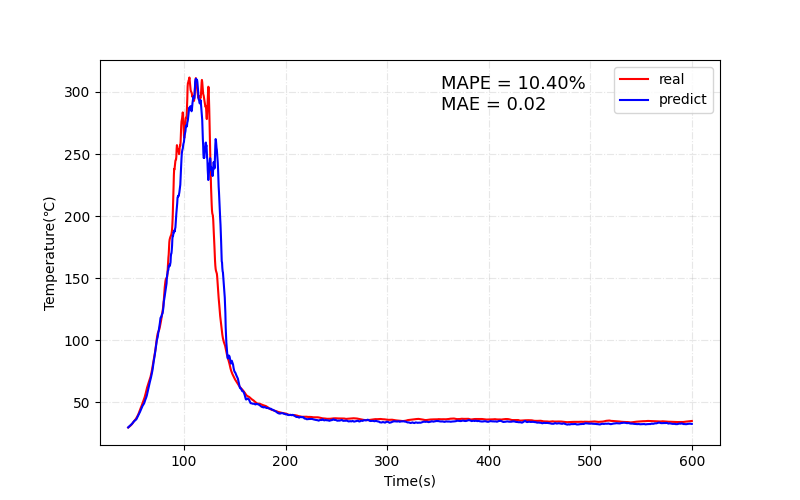 MAPE = 10.40%
MAE = 0.02
real
predict
Temperature(℃)
300
250
200
150
100
50
100 200 300 400 500 600
Time(s)